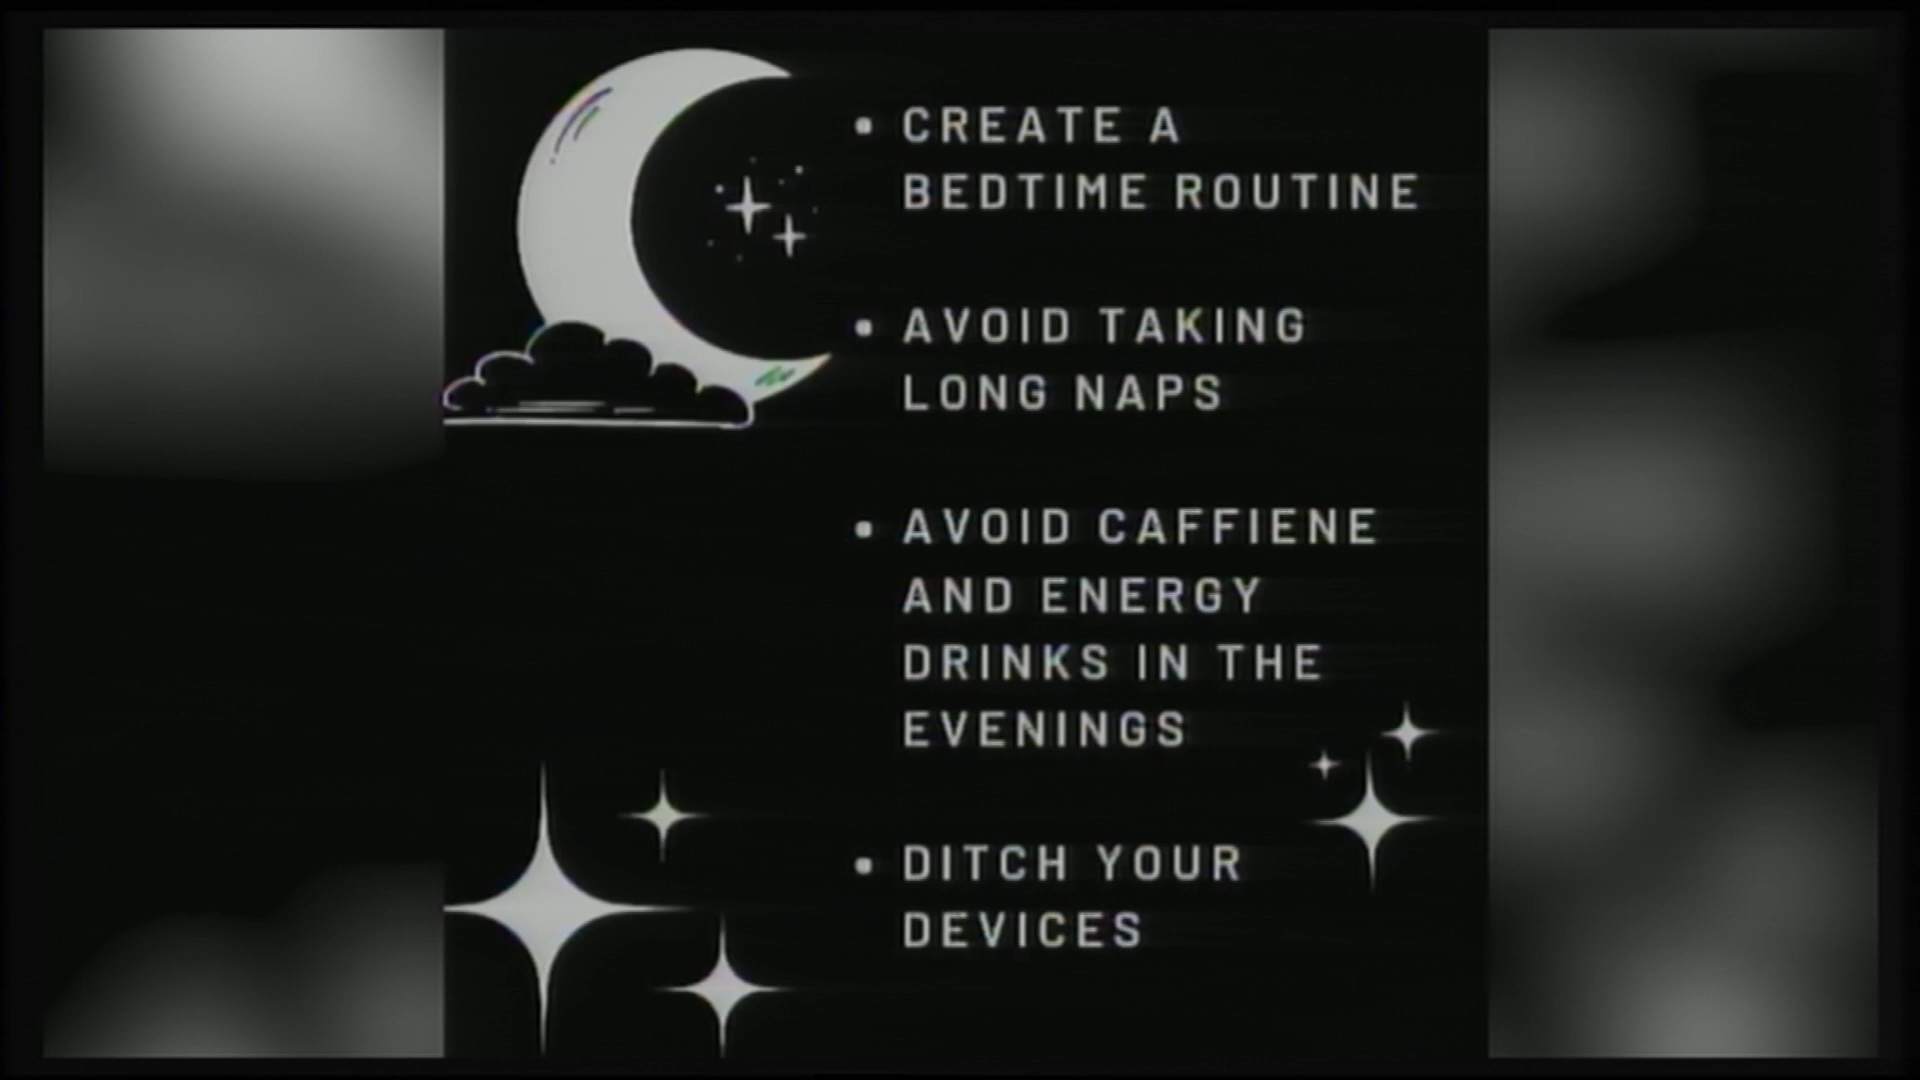 • CREATE A
BEDTIME ROUTINE
• AVOID TAKING
LONG NAPS
• AVOID CAFFIENE
AND ENERGY
DRINKS IN THE
EVENINGS
• DITCH YOUR
DEVICES